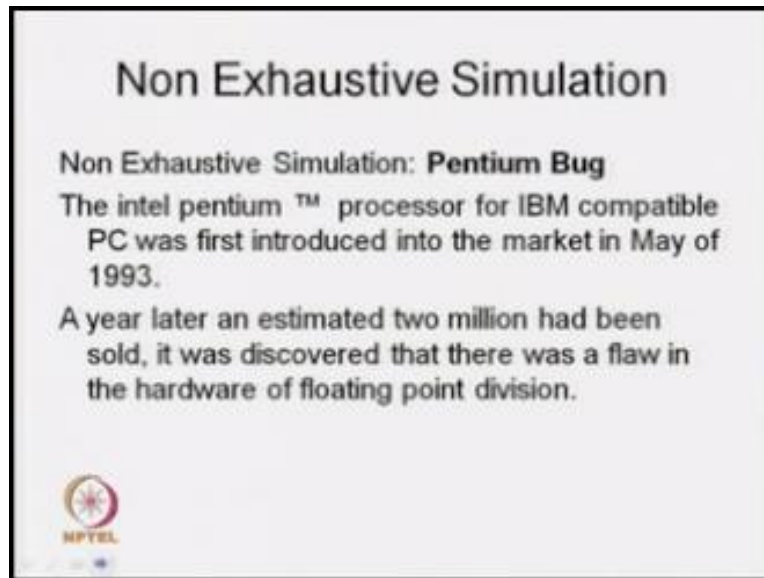 Non Exhaustive Simulation
Non Exhaustive Simulation: Pentium Bug
The intel pentium ™ processor for IBM compatible
PC was first introduced into the market in May of
1993.
A year later an estimated two million had been
sold, it was discovered that there was a flaw in
the hardware of floating point division.
NPTEL